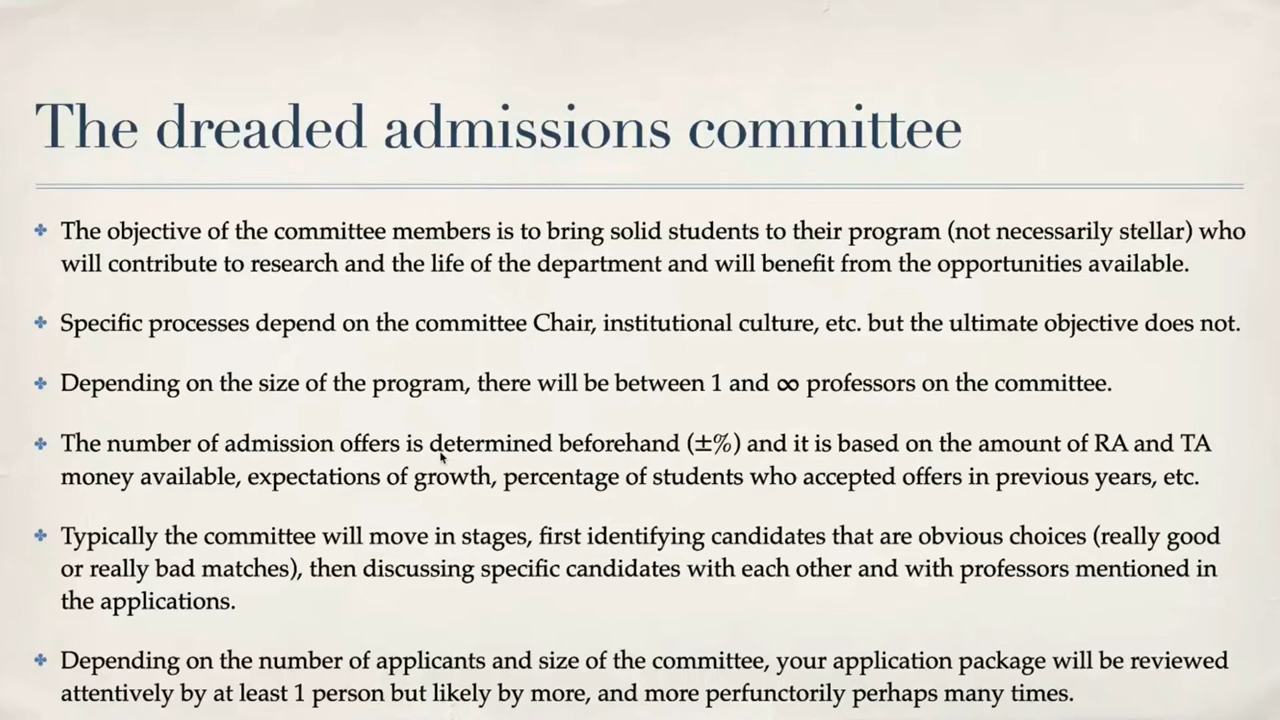 The dreaded admissions committee
The objective of the committee members is to bring solid students to their program (not necessarily stellar) who
will contribute to research and the life of the department and will benefit from the opportunities available.
Specific processes depend on the committee Chair, institutional culture, etc. but the ultimate objective does not.
Depending on the size of the program, there will be between 1 and ∞ professors on the committee.
The number of admission offers is determined beforehand (±%) and it is based on the amount of RA and TA
money available, expectations of growth, percentage of students who accepted offers in previous years, etc.
Typically the committee will move in stages, first identifying candidates that are obvious choices (really good
or really bad matches), then discussing specific candidates with each other and with professors mentioned in
the applications.
Depending on the number of applicants and size of the committee, your application package will be reviewed
attentively by at least 1 person but likely by more, and more perfunctorily perhaps many times.